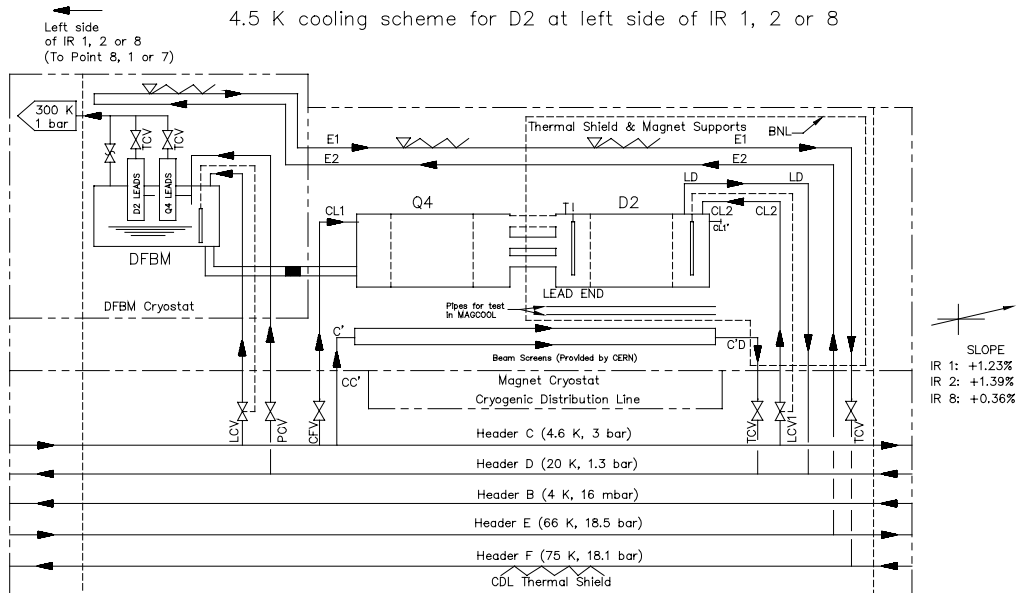 4.5 K cooling scheme for D2 at left side of IR 1, 2 or 8
Left side
of IR 1, 2 or 8
(To Point 8, 1 or 7)
300 K
1 bar
TCV
TCV
D2 LEADS
Q4 LEADS
DFBM
DFBM Cryostat
E1
E2
Thermal Shield & Magnet Supports
BNL
E1
E2
LD
LD
CL1
Q4
TI
D2
CL2
CL2
CL1'
LEAD END
Pipes for test
in MAGCOOL
C'
C'D
Beam Screens (Provided by CERN)
CC'
Magnet Cryostat
Cryogenic Distribution Line
SLOPE
IR 1: +1.23%
IR 2: +1.39%
IR 8: +0.36%
LCV
PCV
CFV
TCV
LCV1
TCV
Header C (4.6 K, 3 bar)
Header D (20 K, 1.3 bar)
Header B (4 K, 16 mbar)
Header E (66 K, 18.5 bar)
Header F (75 K, 18.1 bar)
CDL Thermal Shield